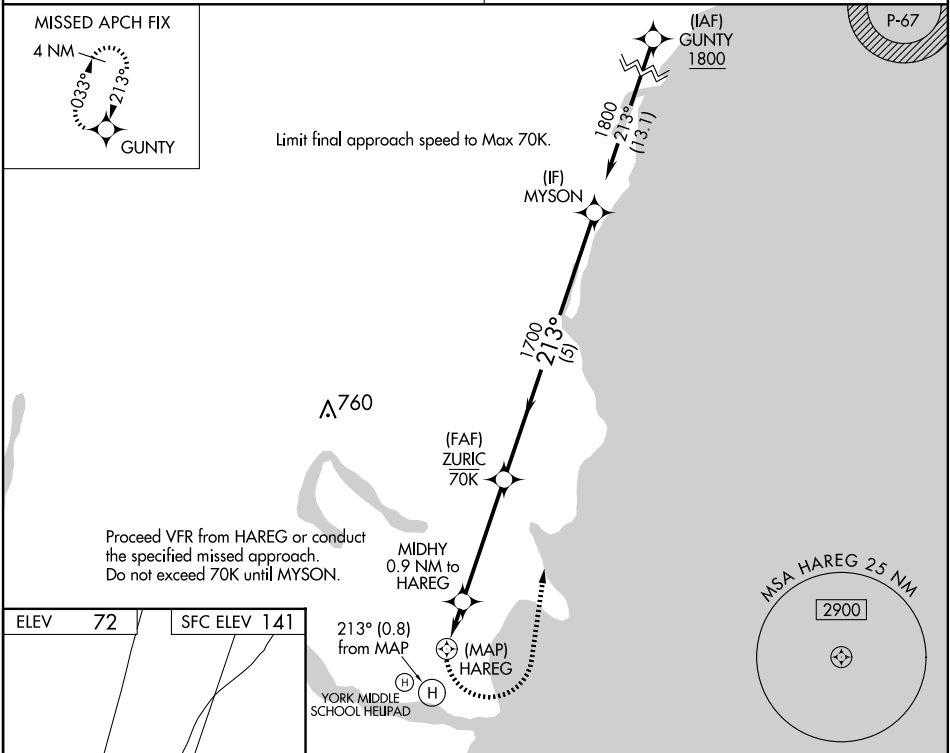 MISSED APCH FIX
4 NM
033°
213°
GUNTY
(IAF)
GUNTY
1800
P-67
Limit final approach speed to Max 70K.
1800
213°
(13.1)
(IF)
MYSON
1700
213°
(5)
760
(FAF)
ZURIC
70K
Proceed VFR from HAREG or conduct
the specified missed approach.
Do not exceed 70K until MYSON.
MIDHY
0.9 NM to
HAREG
MSA HAREG 25 NM
2900
ELEV 72
SFC ELEV 141
213° (0.8)
from MAP
(MAP)
HAREG
H
H
YORK MIDDLE
SCHOOL HELIPAD